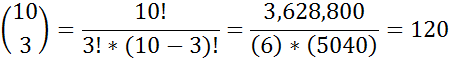 (10 3) = 10! / 3! * (10 − 3)! = 3,628,800 / (6) * (5040) = 120